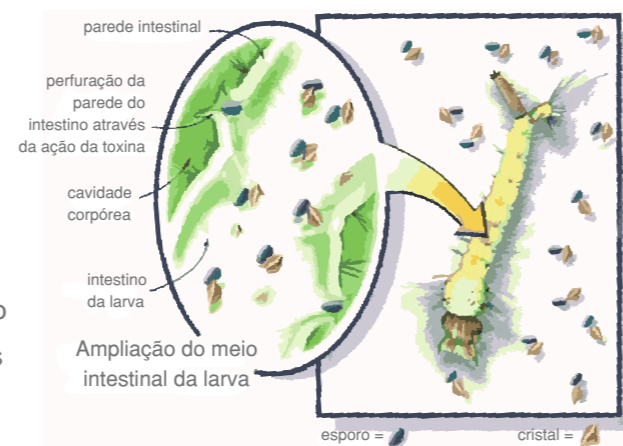 parede intestinal
perfuração da
parede do
intestino através
da ação da toxina
cavidade
corpórea
intestino
da larva
o
s
Ampliação do meio
intestinal da larva
esporo =
cristal =